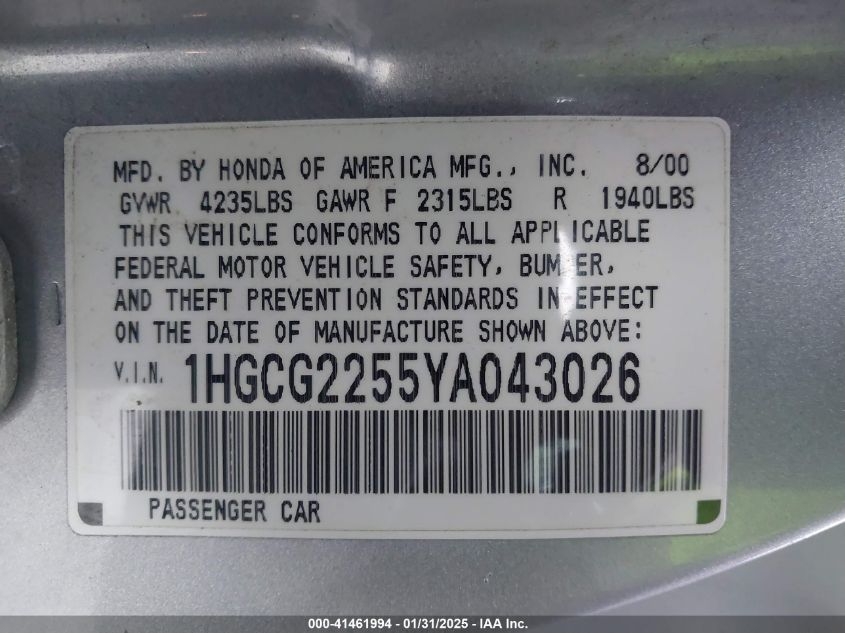 MFD. BY HONDA OF AMERICA MFG., INC. 8/00
GVWR 4235LBS GAWR F 2315LBS R 1940LBS
THIS VEHICLE CONFORMS TO ALL APPLICABLE
FEDERAL MOTOR VEHICLE SAFETY, BUMPER,
AND THEFT PREVENTION STANDARDS IN EFFECT
ON THE DATE OF MANUFACTURE SHOWN ABOVE:
V.I.N. 1HGCG2255YA043026
PASSENGER CAR
000-41461994 - 01/31/2025 - IAA Inc.